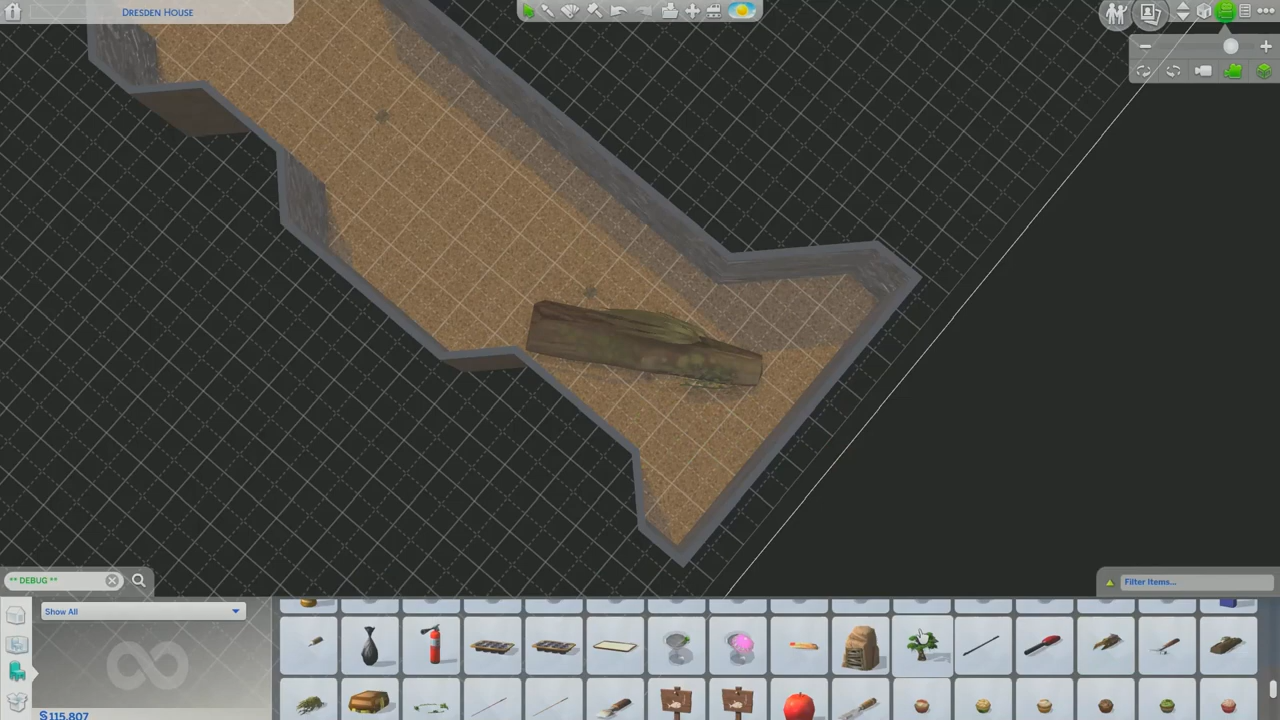 DRESDEN HOUSE
** DEBUG **
Filter Items...
Show All
§115,807